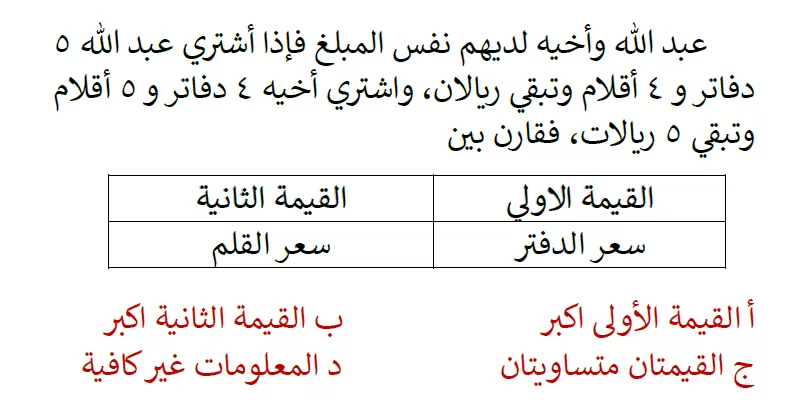 عبد الله وأخيه لديهم نفس المبلغ فإذا أشتري عبد الله ٥
دفاتر و ٤ أقلام وتبقي ريالان، واشتري أخيه ٤ دفاتر و ٥ أقلام
وتبقي ٥ ريالات، فقارن بين
القيمة الاولي القيمة الثانية
سعر الدفتر سعر القلم
أ القيمة الأولى اكبر ب القيمة الثانية اكبر
ج القيمتان متساويتان د المعلومات غير كافية